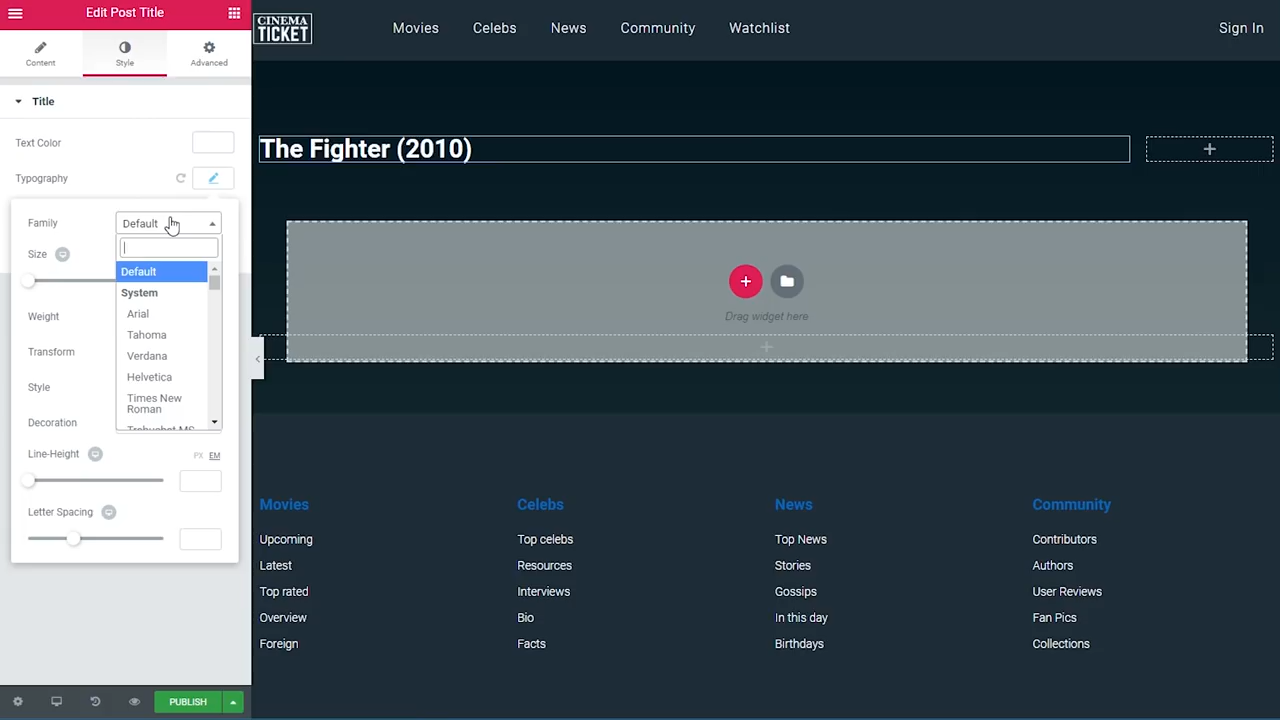 Edit Post Title
Content
Style
Advanced
Title
Text Color
Typography
Family
Default
Size
Default
System
Arial
Tahoma
Verdana
Helvetica
Times New
Roman
Trebuchet MS
Weight
Transform
Style
Decoration
Line-Height
PX EM
Letter Spacing
PUBLISH
CINEMA
TICKET
Movies
Celebs
News
Community
Watchlist
Sign In
The Fighter (2010)
Drag widget here
Movies
Upcoming
Latest
Top rated
Overview
Foreign
Celebs
Top celebs
Resources
Interviews
Bio
Facts
News
Top News
Stories
Gossips
In this day
Birthdays
Community
Contributors
Authors
User Reviews
Fan Pics
Collections